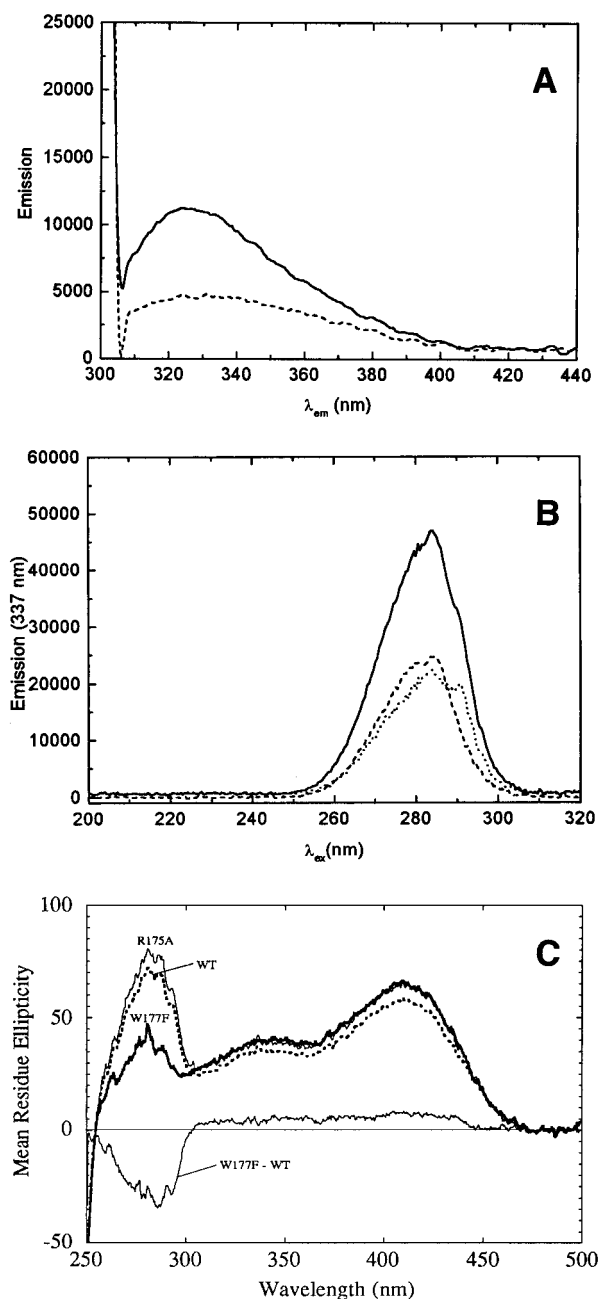 25000
20000
15000
10000
5000
0
Emission
A
300 320 340 360 380 400 420 440
λem (nm)
60000
50000
40000
30000
20000
10000
0
Emission (337 nm)
B
200 220 240 260 280 300 320
λex(nm)
100
50
0
-50
Mean Residue Ellipticity
R175A
WT
W177F
W177F - WT
C
250 300 350 400 450 500
Wavelength (nm)